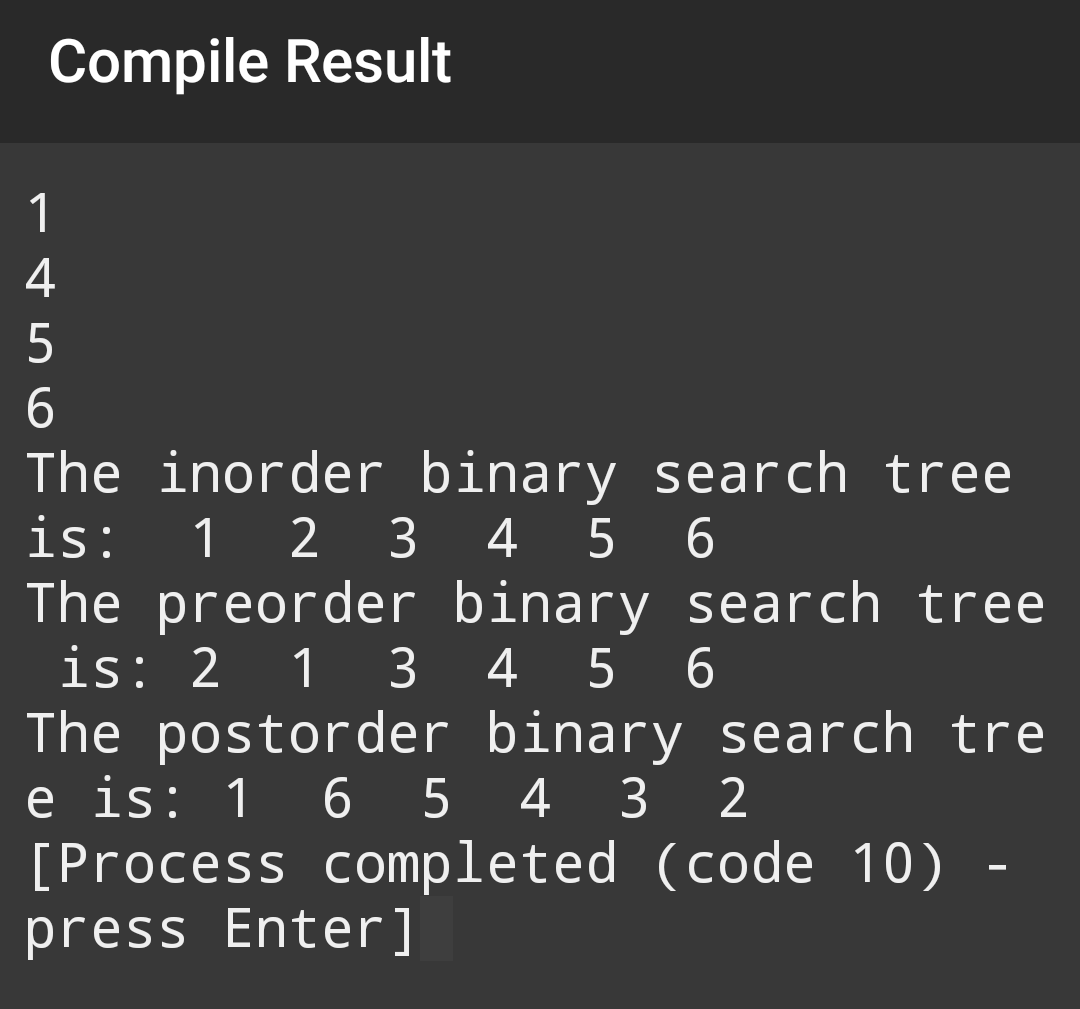 Compile Result
1
4
5
6
The inorder binary search tree
is:  1  2  3  4  5  6
The preorder binary search tree
 is: 2  1  3  4  5  6
The postorder binary search tre
e is: 1  6  5  4  3  2
[Process completed (code 10) -
press Enter]